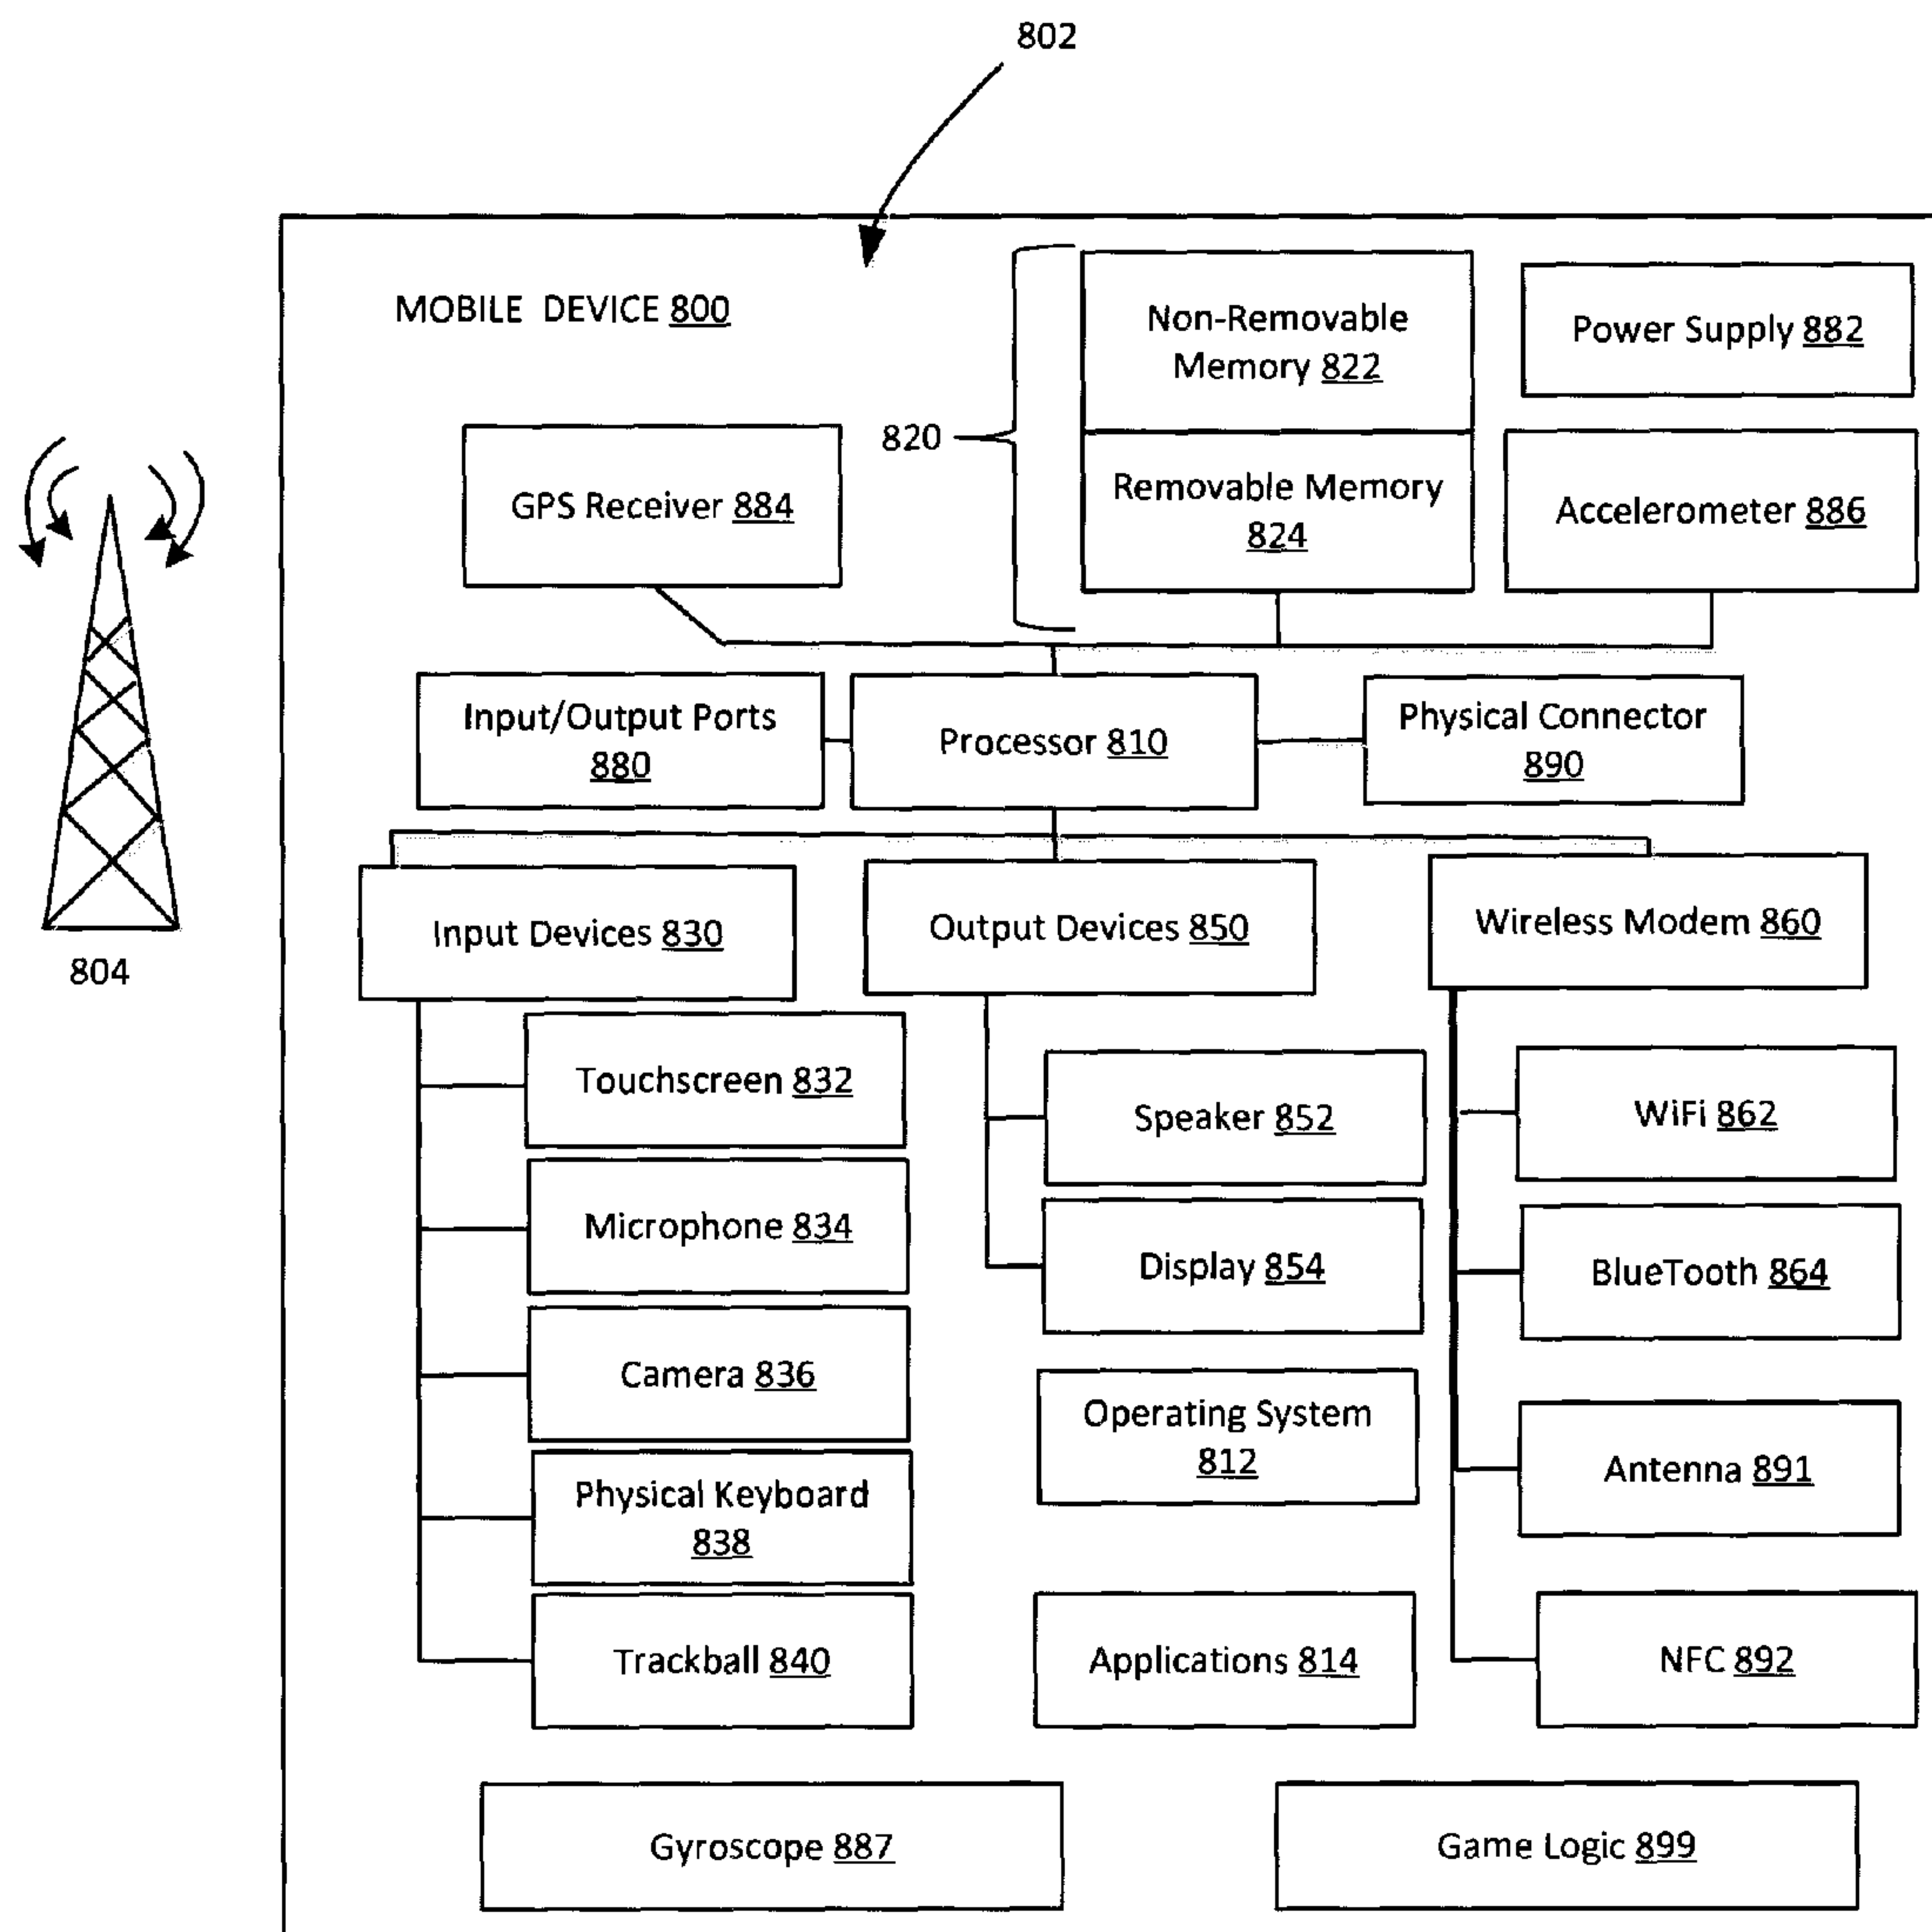 802
MOBILE DEVICE 800
Non-Removable
Memory 822
Power Supply 882
820
GPS Receiver 884
Removable Memory
824
Accelerometer 886
Input/Output Ports
880
Processor 810
Physical Connector
890
804
Input Devices 830
Output Devices 850
Wireless Modem 860
Touchscreen 832
Microphone 834
Camera 836
Physical Keyboard
838
Trackball 840
Speaker 852
Display 854
Operating System
812
Applications 814
WiFi 862
BlueTooth 864
Antenna 891
NFC 892
Gyroscope 887
Game Logic 899